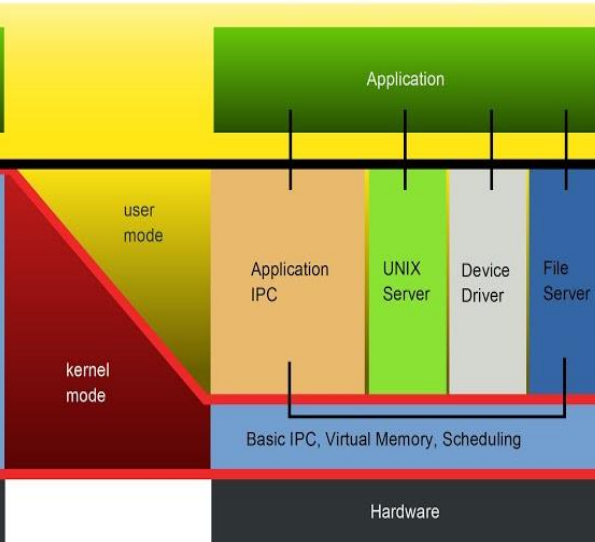 Application
user
mode
Application
IPC
UNIX
Server
Device
Driver
File
Server
kernel
mode
Basic IPC, Virtual Memory, Scheduling
Hardware